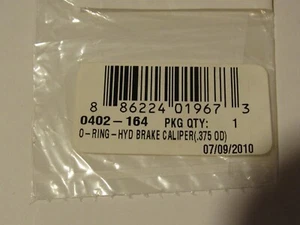 8 86224 01967 3
0402-164 PKG QTY: 1
O-RING-HYD BRAKE CALIPER(.375 OD)
07/09/2010